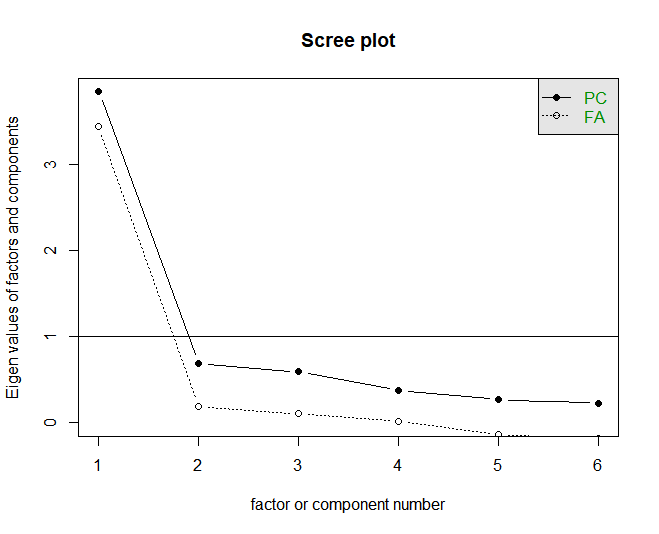 Scree plot
PC
FA
Eigen values of factors and components
3
2
1
0
1 2 3 4 5 6
factor or component number